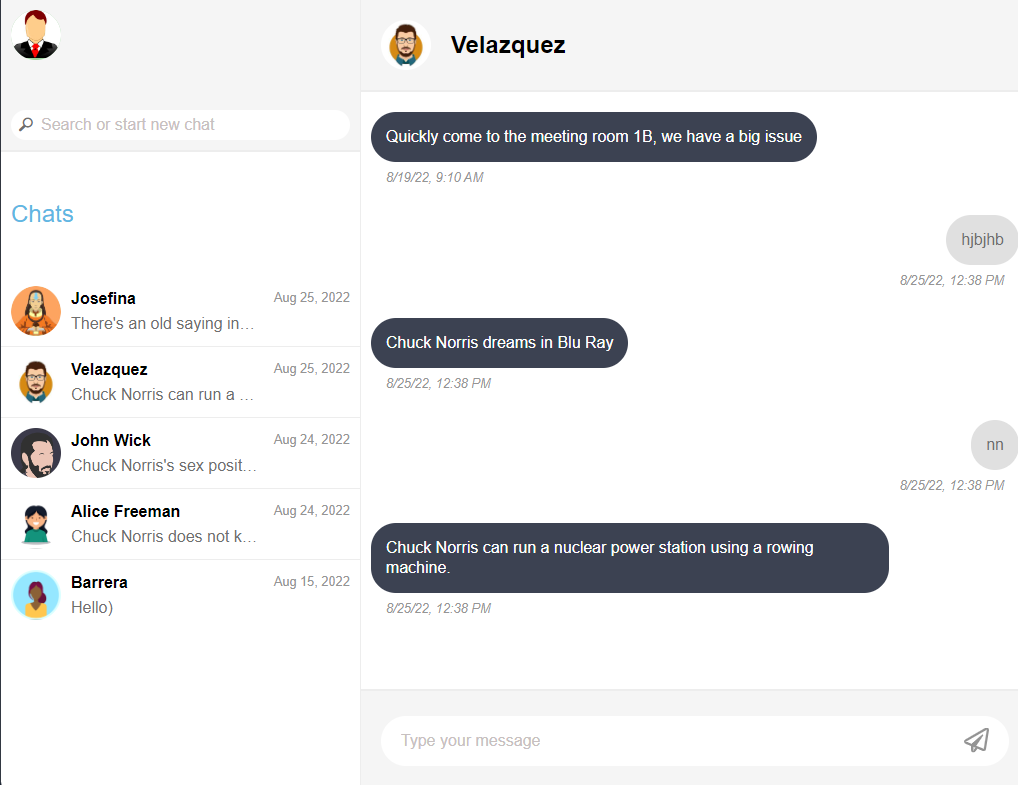 Search or start new chat
Chats
Josefina
Aug 25, 2022
There's an old saying in…
Velazquez
Aug 25, 2022
Chuck Norris can run a …
John Wick
Aug 24, 2022
Chuck Norris's sex posit…
Alice Freeman
Aug 24, 2022
Chuck Norris does not k…
Barrera
Aug 15, 2022
Hello)
Velazquez
Quickly come to the meeting room 1B, we have a big issue
8/19/22, 9:10 AM
hjbjhb
8/25/22, 12:38 PM
Chuck Norris dreams in Blu Ray
8/25/22, 12:38 PM
nn
8/25/22, 12:38 PM
Chuck Norris can run a nuclear power station using a rowing
machine.
8/25/22, 12:38 PM
Type your message